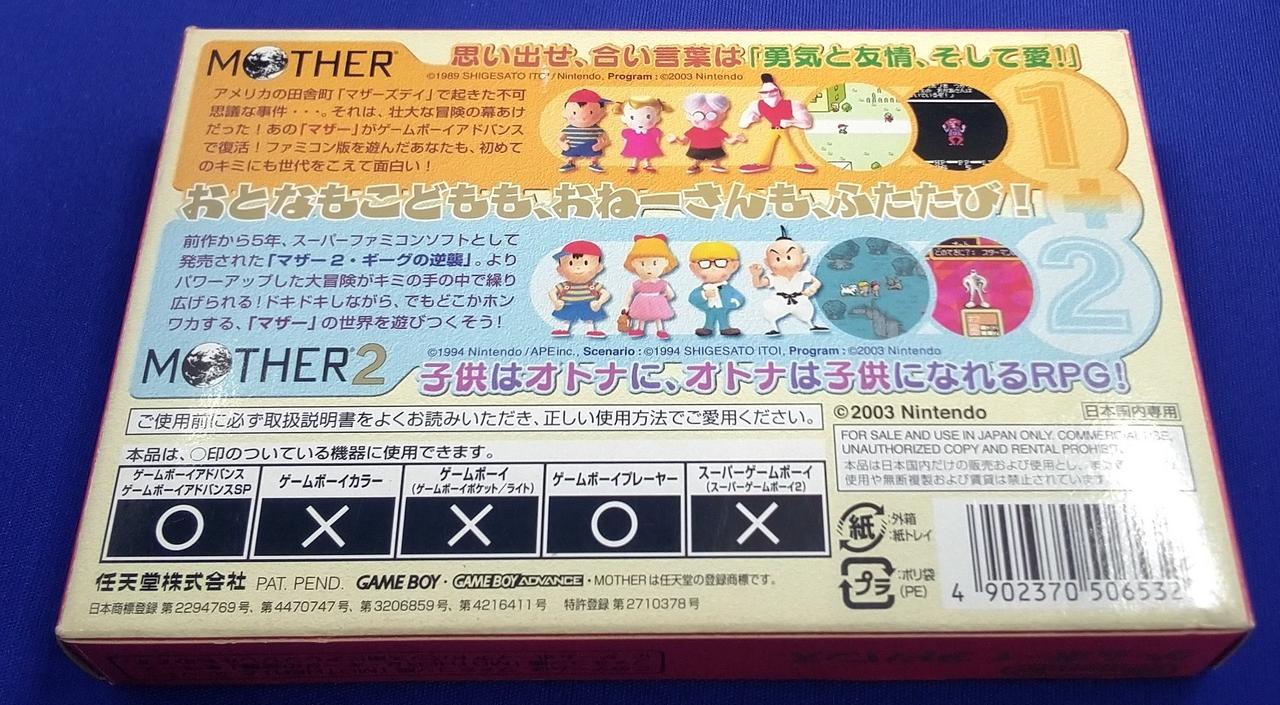 MOTHER
思い出せ、合い言葉は「勇気と友情、そして愛!」
©1989 SHIGESATO ITOI / Nintendo, Program : ©2003 Nintendo
アメリカの田舎町「マザーズデイ」で起きた不可
思議な事件・・・。それは、壮大な冒険の幕あけ
だった!あの「マザー」がゲームボーイアドバンス
で復活!ファミコン版を遊んだあなたも、初めて
のキミにも世代をこえて面白い!
1+2
おとなもこどもも、おねーさんも、ふたたび!
前作から5年、スーパーファミコンソフトとして
発売された「マザー2・ギーグの逆襲」。より
パワーアップした大冒険がキミの手の中で繰り
広げられる!ドキドキしながら、でもどこかホン
ワカする、「マザー」の世界を遊びつくそう!
MOTHER2
©1994 Nintendo / APE inc., Scenario : ©1994 SHIGESATO ITOI, Program : ©2003 Nintendo
子供はオトナに、オトナは子供になれるRPG!
ご使用前に必ず取扱説明書をよくお読みいただき、正しい使用方法でご愛用ください。
本品は、○印のついている機器に使用できます。
ゲームボーイアドバンス
ゲームボーイアドバンスSP
ゲームボーイカラー
ゲームボーイ
(ゲームボーイポケット/ライト)
ゲームボーイプレーヤー
スーパーゲームボーイ
(スーパーゲームボーイ2)
○ × × ○ ×
©2003 Nintendo
日本国内専用
FOR SALE AND USE IN JAPAN ONLY. COMMERCIAL USE,
UNAUTHORIZED COPY AND RENTAL PROHIB
本品は日本国内だけの販売および使用とし、また
使用や無断複製および賃貸は禁止されています
紙
:外箱
:紙トレイ
プラ
:ポリ袋
(PE)
4 902370 506532
任天堂株式会社 PAT. PEND. GAME BOY・GAME BOY ADVANCE・MOTHERは任天堂の登録商標です。
日本商標登録 第2294769号、第4470747号、第3206859号、第4216411号 特許登録 第2710378号